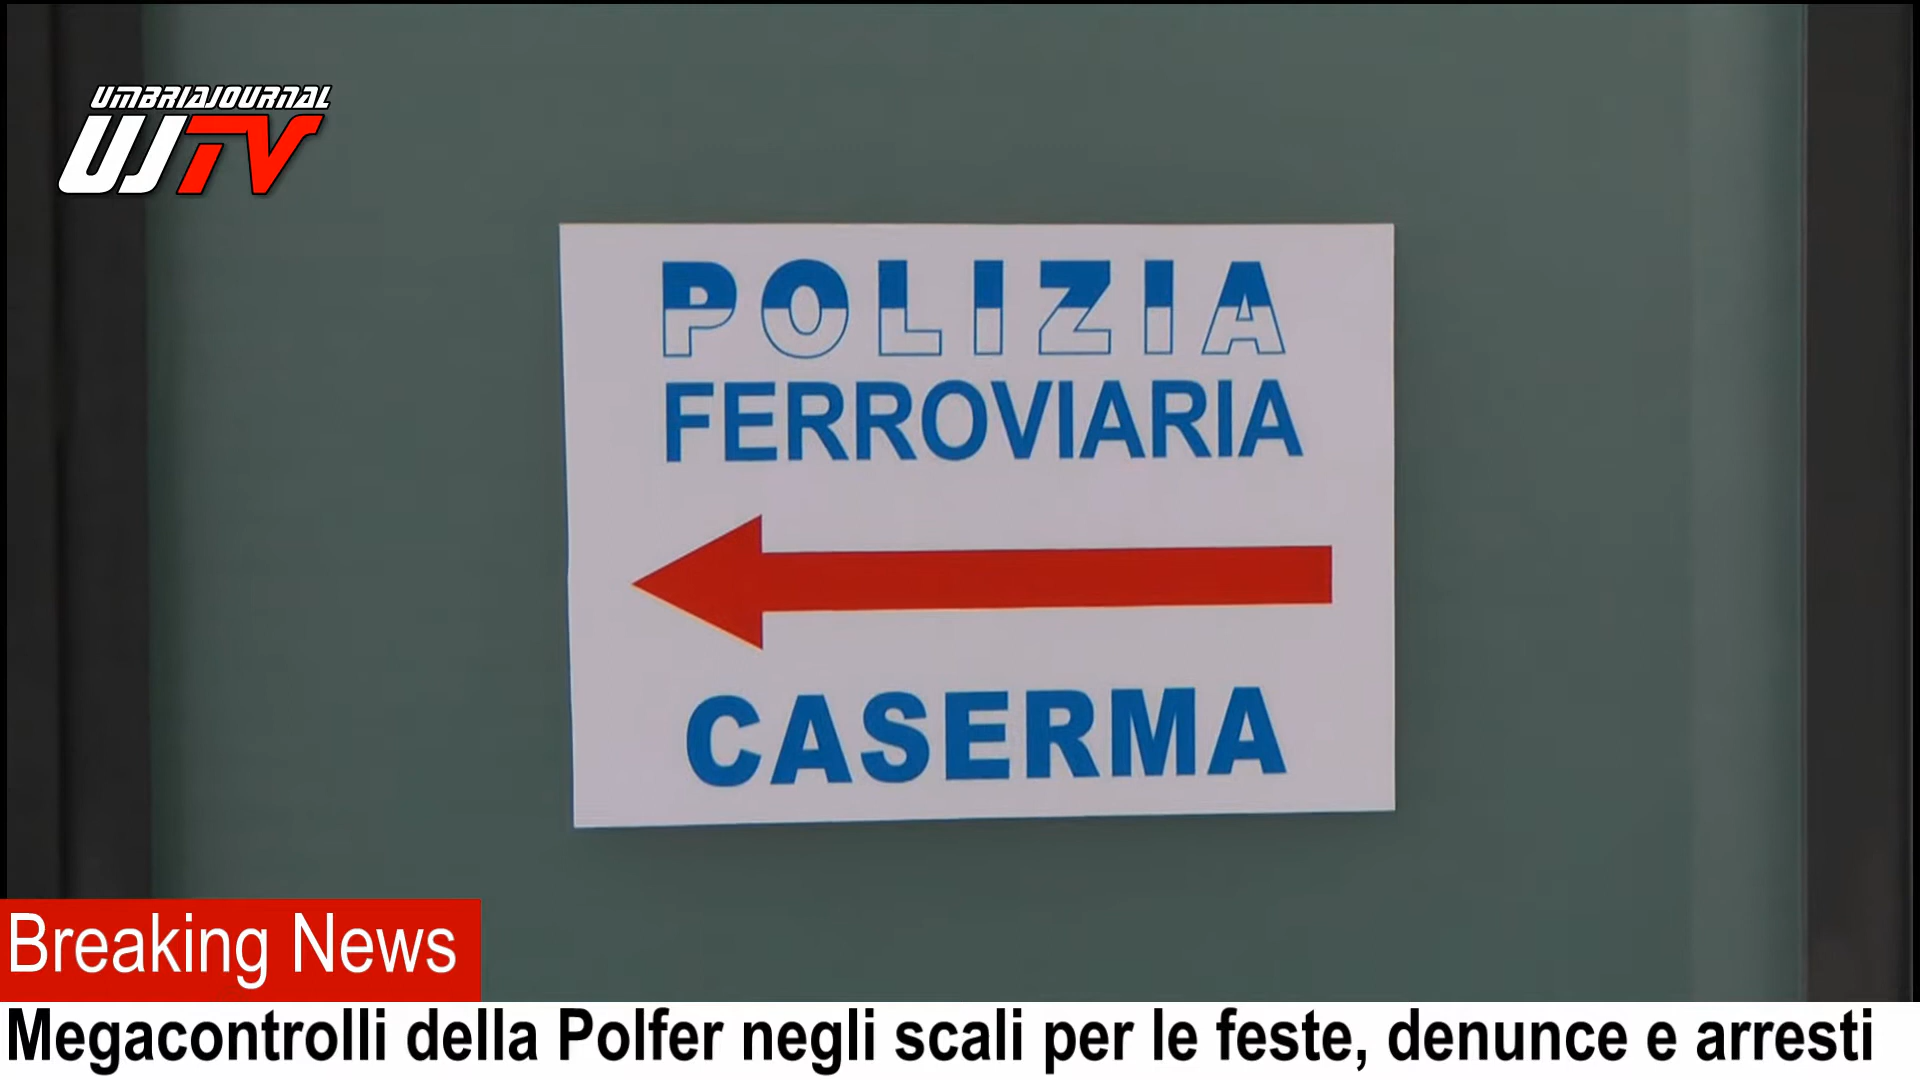 UMBRIAJOURNAL
UJTV
POLIZIA
FERROVIARIA
CASERMA
Breaking News
Megacontrolli della Polfer negli scali per le feste, denunce e arresti